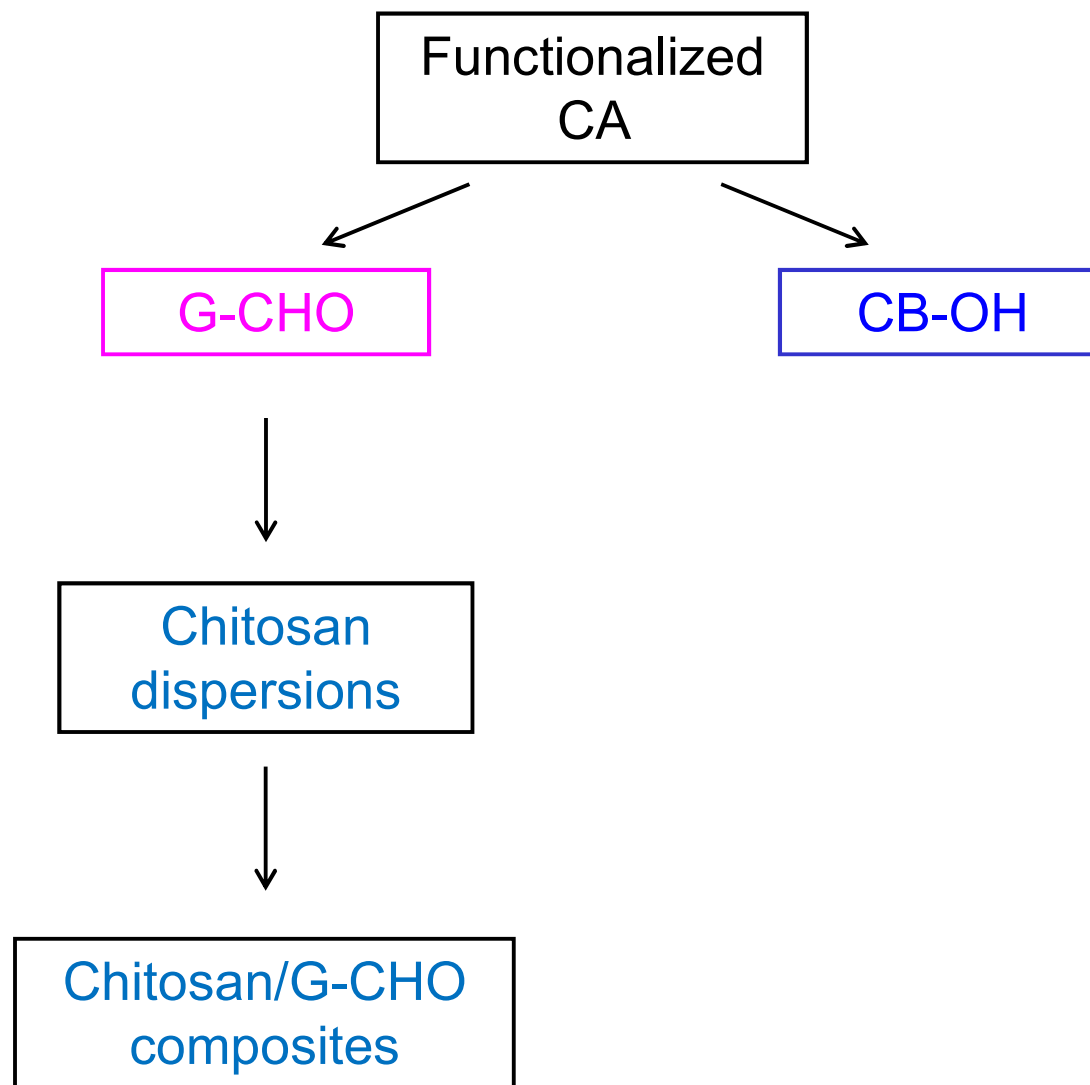 Functionalized
CA
G-CHO
CB-OH
Chitosan
dispersions
Chitosan/G-CHO
composites